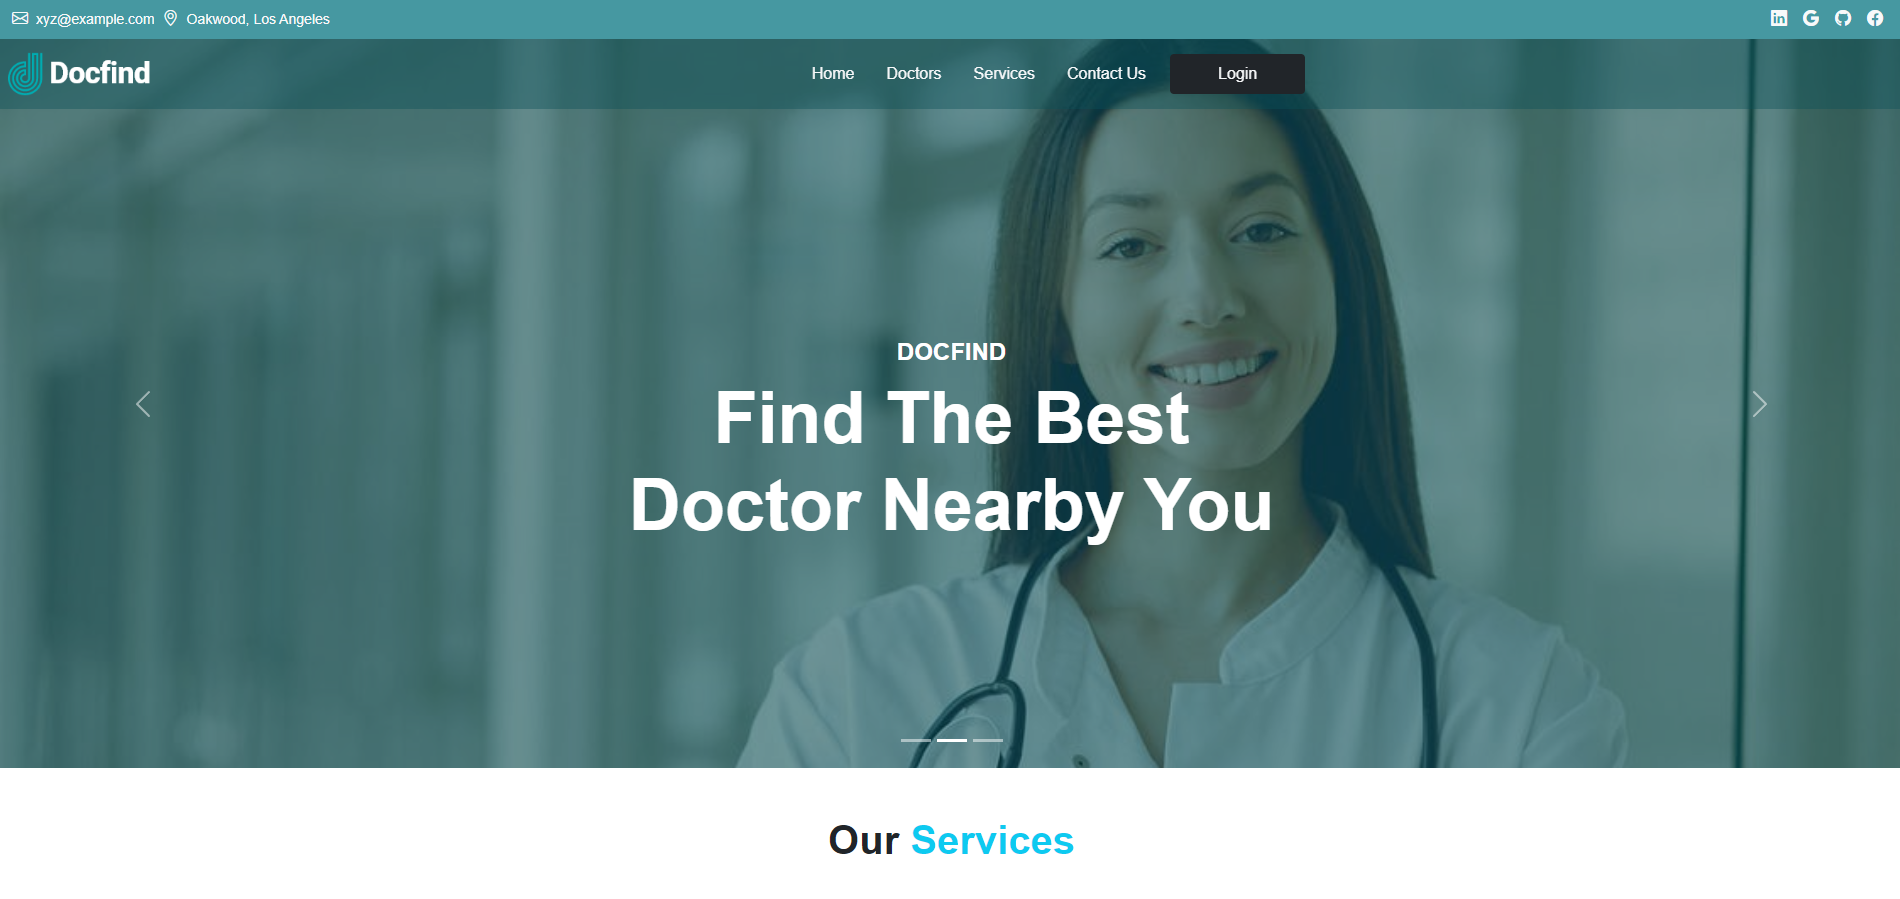 xyz@example.com Oakwood, Los Angeles
Docfind
Home Doctors Services Contact Us Login
DOCFIND
Find The Best
Doctor Nearby You
Our Services